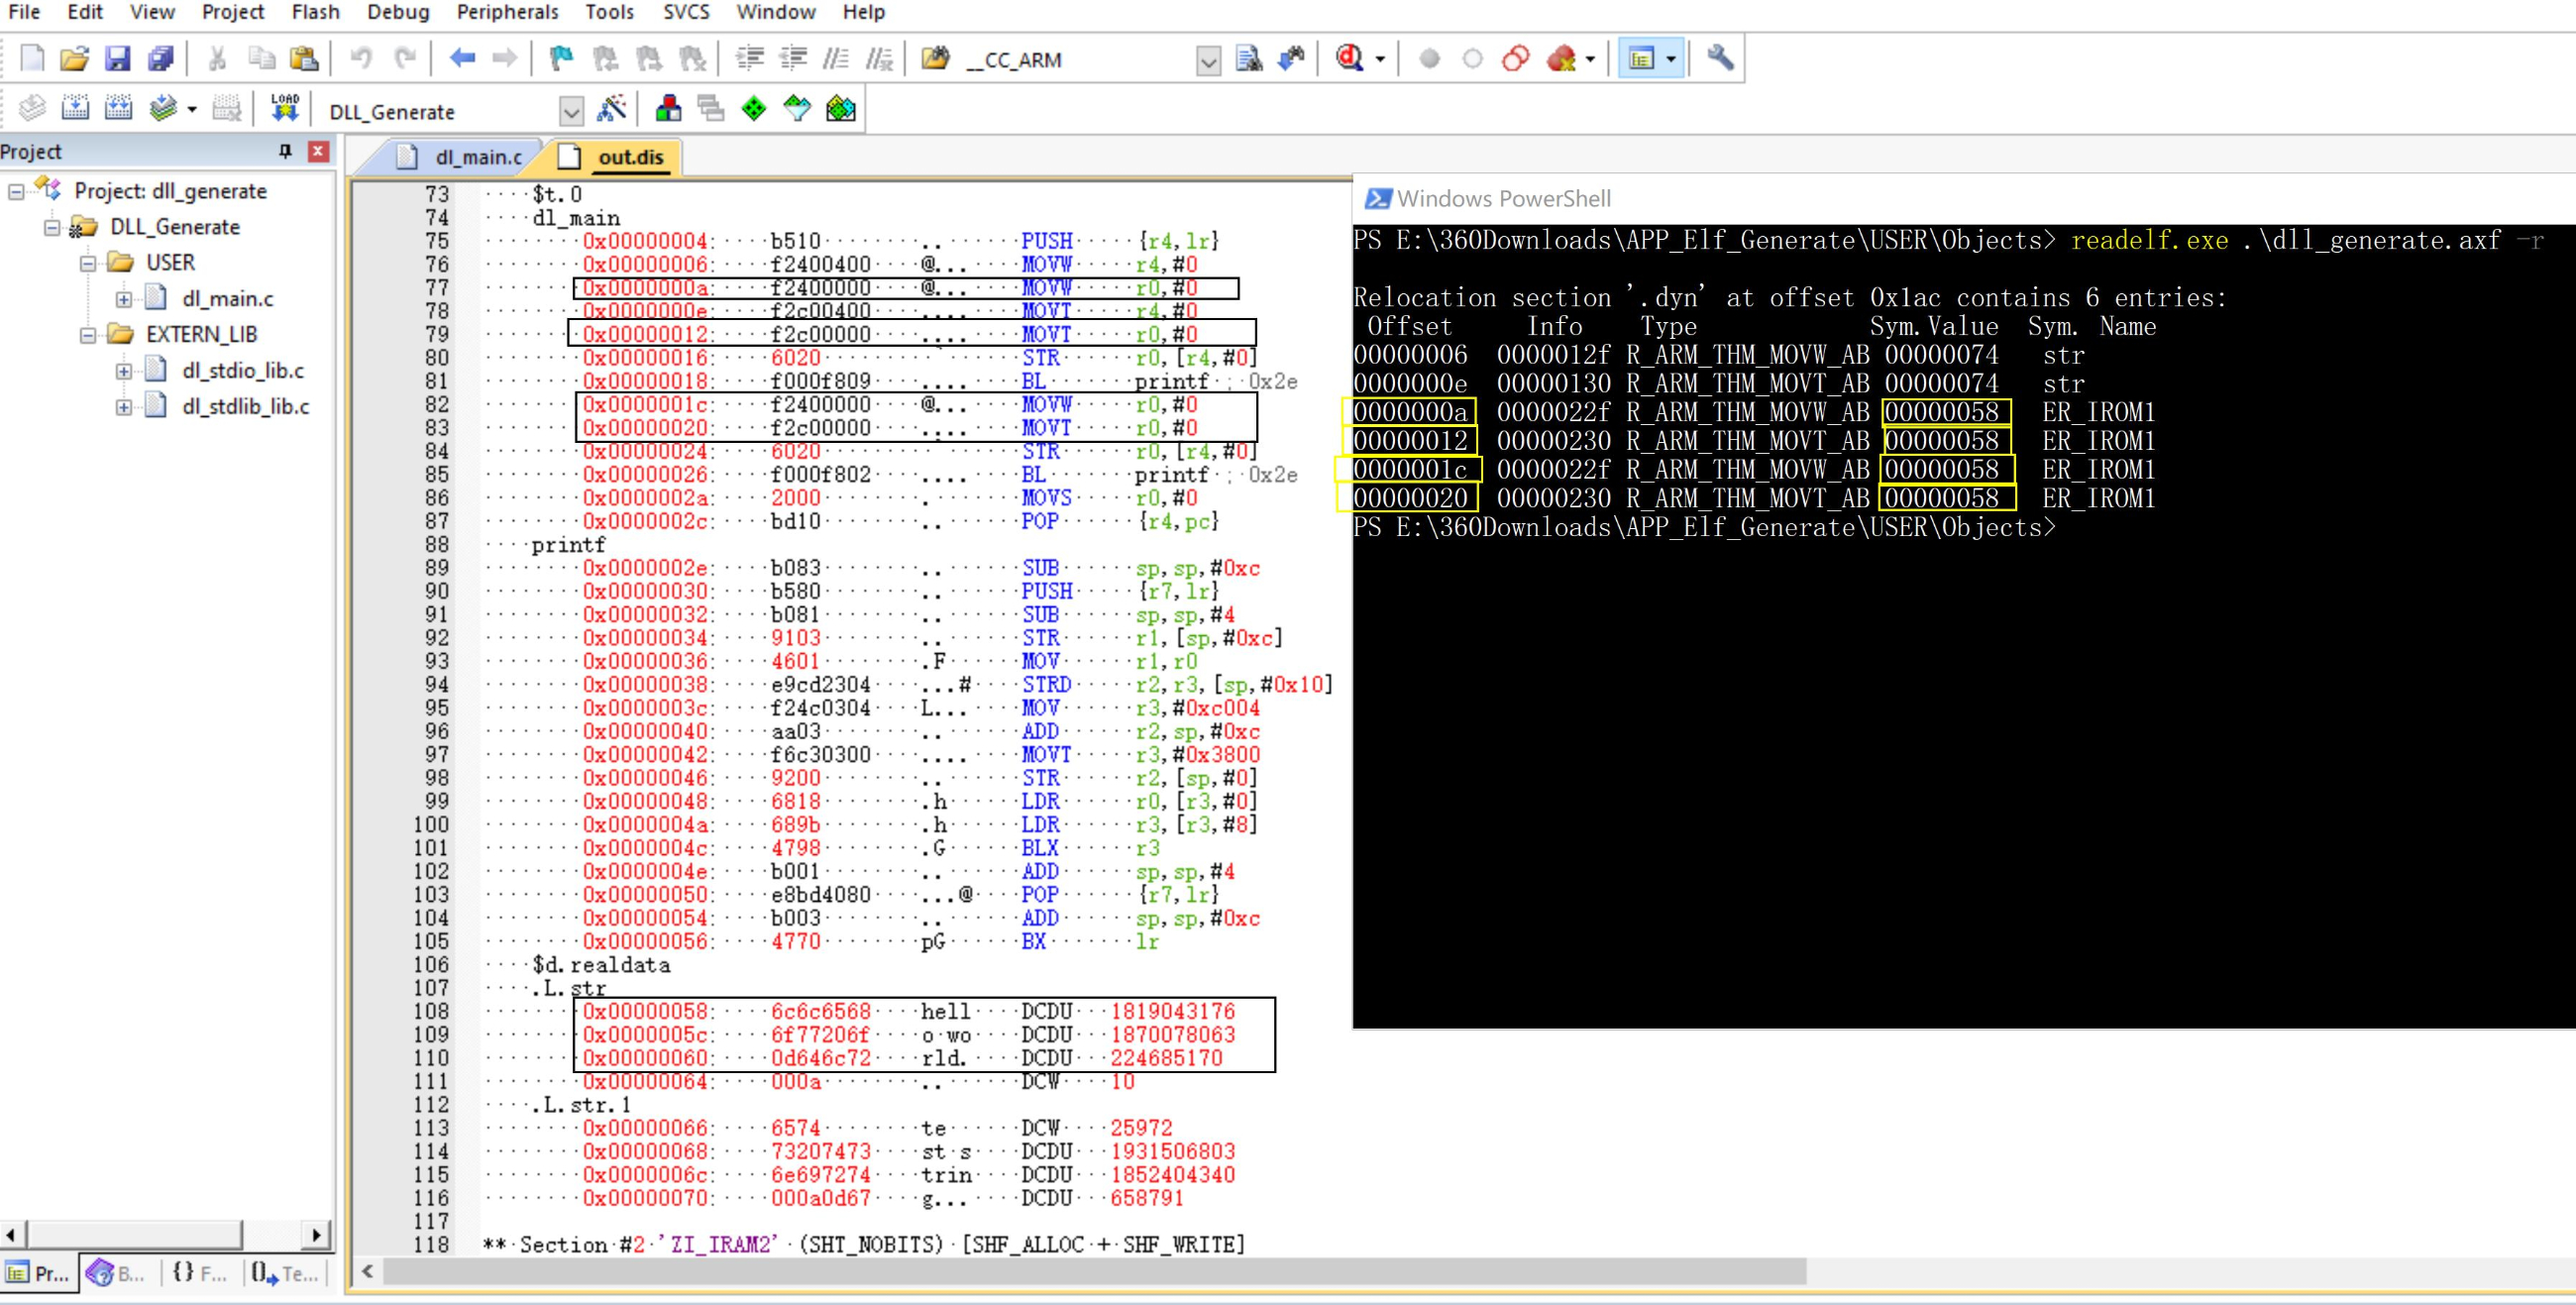 File Edit View Project Flash Debug Peripherals Tools SVCS Window Help
__CC_ARM
LOAD
DLL_Generate
Project
Project: dll_generate
DLL_Generate
USER
dl_main.c
EXTERN_LIB
dl_stdio_lib.c
dl_stdlib_lib.c
Pr... B... {} F... Te...
dl_main.c out.dis
73 $t.0
74 dl_main
75 0x00000004: b510 .. PUSH {r4,lr}
76 0x00000006: f2400400 @... MOVW r4,#0
77 0x0000000a: f2400000 @... MOVW r0,#0
78 0x0000000e: f2c00400 .... MOVT r4,#0
79 0x00000012: f2c00000 .... MOVT r0,#0
80 0x00000016: 6020 STR r0,[r4,#0]
81 0x00000018: f000f809 .... BL printf ; 0x2e
82 0x0000001c: f2400000 @... MOVW r0,#0
83 0x00000020: f2c00000 .... MOVT r0,#0
84 0x00000024: 6020 STR r0,[r4,#0]
85 0x00000026: f000f802 .... BL printf ; 0x2e
86 0x0000002a: 2000 . MOVS r0,#0
87 0x0000002c: bd10 .. POP {r4,pc}
88 printf
89 0x0000002e: b083 .. SUB sp,sp,#0xc
90 0x00000030: b580 .. PUSH {r7,lr}
91 0x00000032: b081 .. SUB sp,sp,#4
92 0x00000034: 9103 .. STR r1,[sp,#0xc]
93 0x00000036: 4601 .F MOV r1,r0
94 0x00000038: e9cd2304 ...# STRD r2,r3,[sp,#0x10]
95 0x0000003c: f24c0304 L... MOV r3,#0xc004
96 0x00000040: aa03 .. ADD r2,sp,#0xc
97 0x00000042: f6c30300 .... MOVT r3,#0x3800
98 0x00000046: 9200 .. STR r2,[sp,#0]
99 0x00000048: 6818 .h LDR r0,[r3,#0]
100 0x0000004a: 689b .h LDR r3,[r3,#8]
101 0x0000004c: 4798 .G BLX r3
102 0x0000004e: b001 .. ADD sp,sp,#4
103 0x00000050: e8bd4080 ...@ POP {r7,lr}
104 0x00000054: b003 .. ADD sp,sp,#0xc
105 0x00000056: 4770 pG BX lr
106 $d.realdata
107 .L.str
108 0x00000058: 6c6c6568 hell DCDU 1819043176
109 0x0000005c: 6f77206f o wo DCDU 1870078063
110 0x00000060: 0d646c72 rld. DCDU 224685170
111 0x00000064: 000a .. DCW 10
112 .L.str.1
113 0x00000066: 6574 te DCW 25972
114 0x00000068: 73207473 st s DCDU 1931506803
115 0x0000006c: 6e697274 trin DCDU 1852404340
116 0x00000070: 000a0d67 g... DCDU 658791
117
118 ** Section #2 'ZI_IRAM2' (SHT_NOBITS) [SHF_ALLOC + SHF_WRITE]
Windows PowerShell
PS E:\360Downloads\APP_Elf_Generate\USER\Objects> readelf.exe .\dll_generate.axf -r
Relocation section '.dyn' at offset 0x1ac contains 6 entries:
Offset Info Type Sym.Value Sym. Name
00000006 0000012f R_ARM_THM_MOVW_AB 00000074 str
0000000e 00000130 R_ARM_THM_MOVT_AB 00000074 str
0000000a 0000022f R_ARM_THM_MOVW_AB 00000058 ER_IROM1
00000012 00000230 R_ARM_THM_MOVT_AB 00000058 ER_IROM1
0000001c 0000022f R_ARM_THM_MOVW_AB 00000058 ER_IROM1
00000020 00000230 R_ARM_THM_MOVT_AB 00000058 ER_IROM1
PS E:\360Downloads\APP_Elf_Generate\USER\Objects>